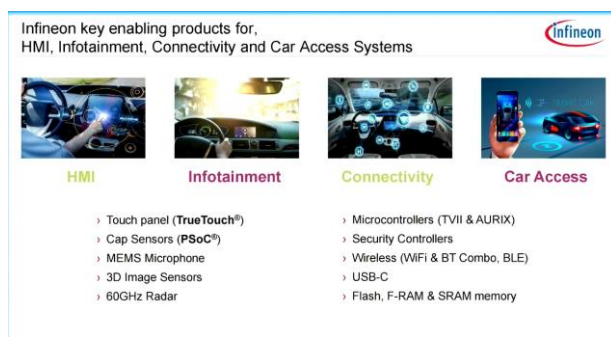 Infineon key enabling products for,
HMI, Infotainment, Connectivity and Car Access Systems
infineon
HMI
Infotainment
Connectivity
Car Access
› Touch panel (TrueTouch®)
› Cap Sensors (PSoC®)
› MEMS Microphone
› 3D Image Sensors
› 60GHz Radar
› Microcontrollers (TVII & AURIX)
› Security Controllers
› Wireless (WiFi & BT Combo, BLE)
› USB-C
› Flash, F-RAM & SRAM memory